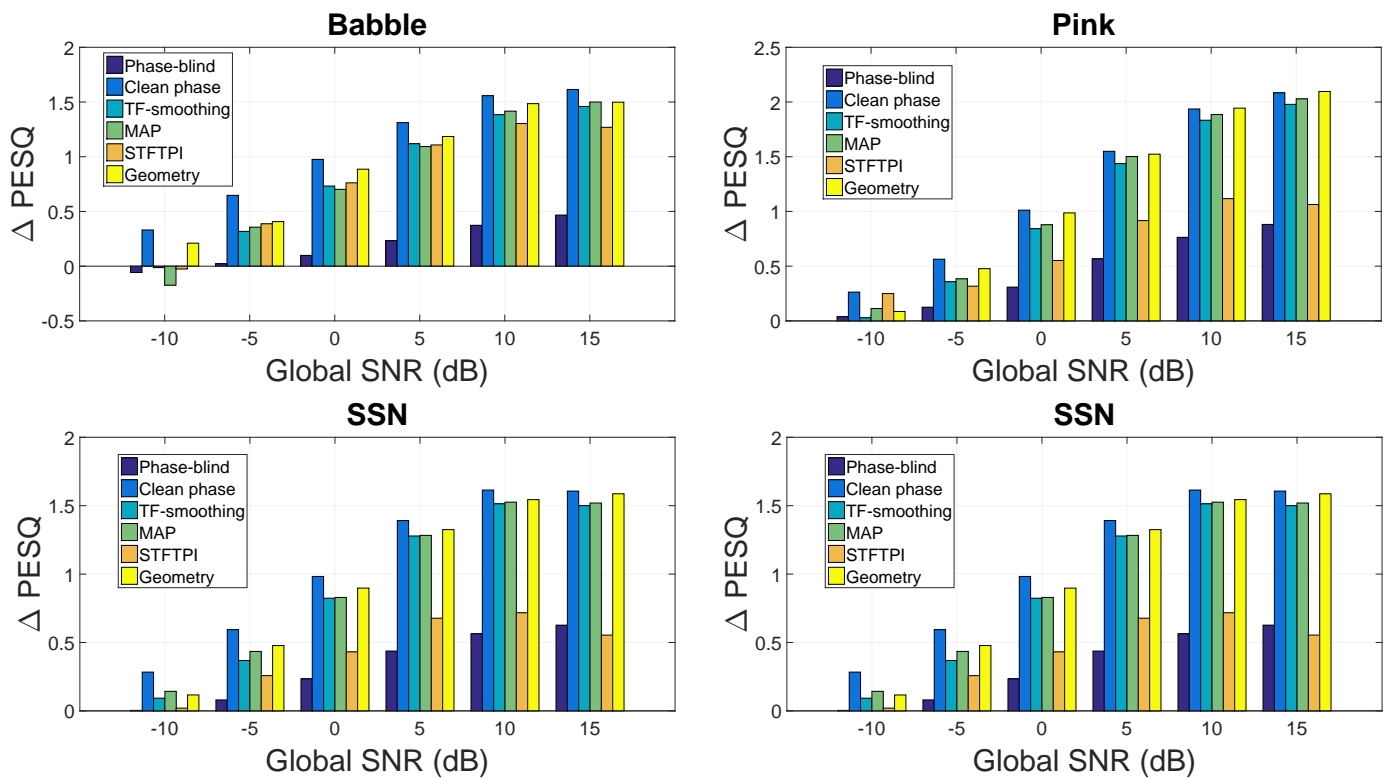 Babble
2
1.5
1
0.5
0
-0.5
Δ PESQ
Phase-blind
Clean phase
TF-smoothing
MAP
STFTPI
Geometry
-10 -5 0 5 10 15
Global SNR (dB)
Pink
2.5
2
1.5
1
0.5
0
Δ PESQ
Phase-blind
Clean phase
TF-smoothing
MAP
STFTPI
Geometry
-10 -5 0 5 10 15
Global SNR (dB)
SSN
2
1.5
1
0.5
0
Δ PESQ
Phase-blind
Clean phase
TF-smoothing
MAP
STFTPI
Geometry
-10 -5 0 5 10 15
Global SNR (dB)
SSN
2
1.5
1
0.5
0
Δ PESQ
Phase-blind
Clean phase
TF-smoothing
MAP
STFTPI
Geometry
-10 -5 0 5 10 15
Global SNR (dB)